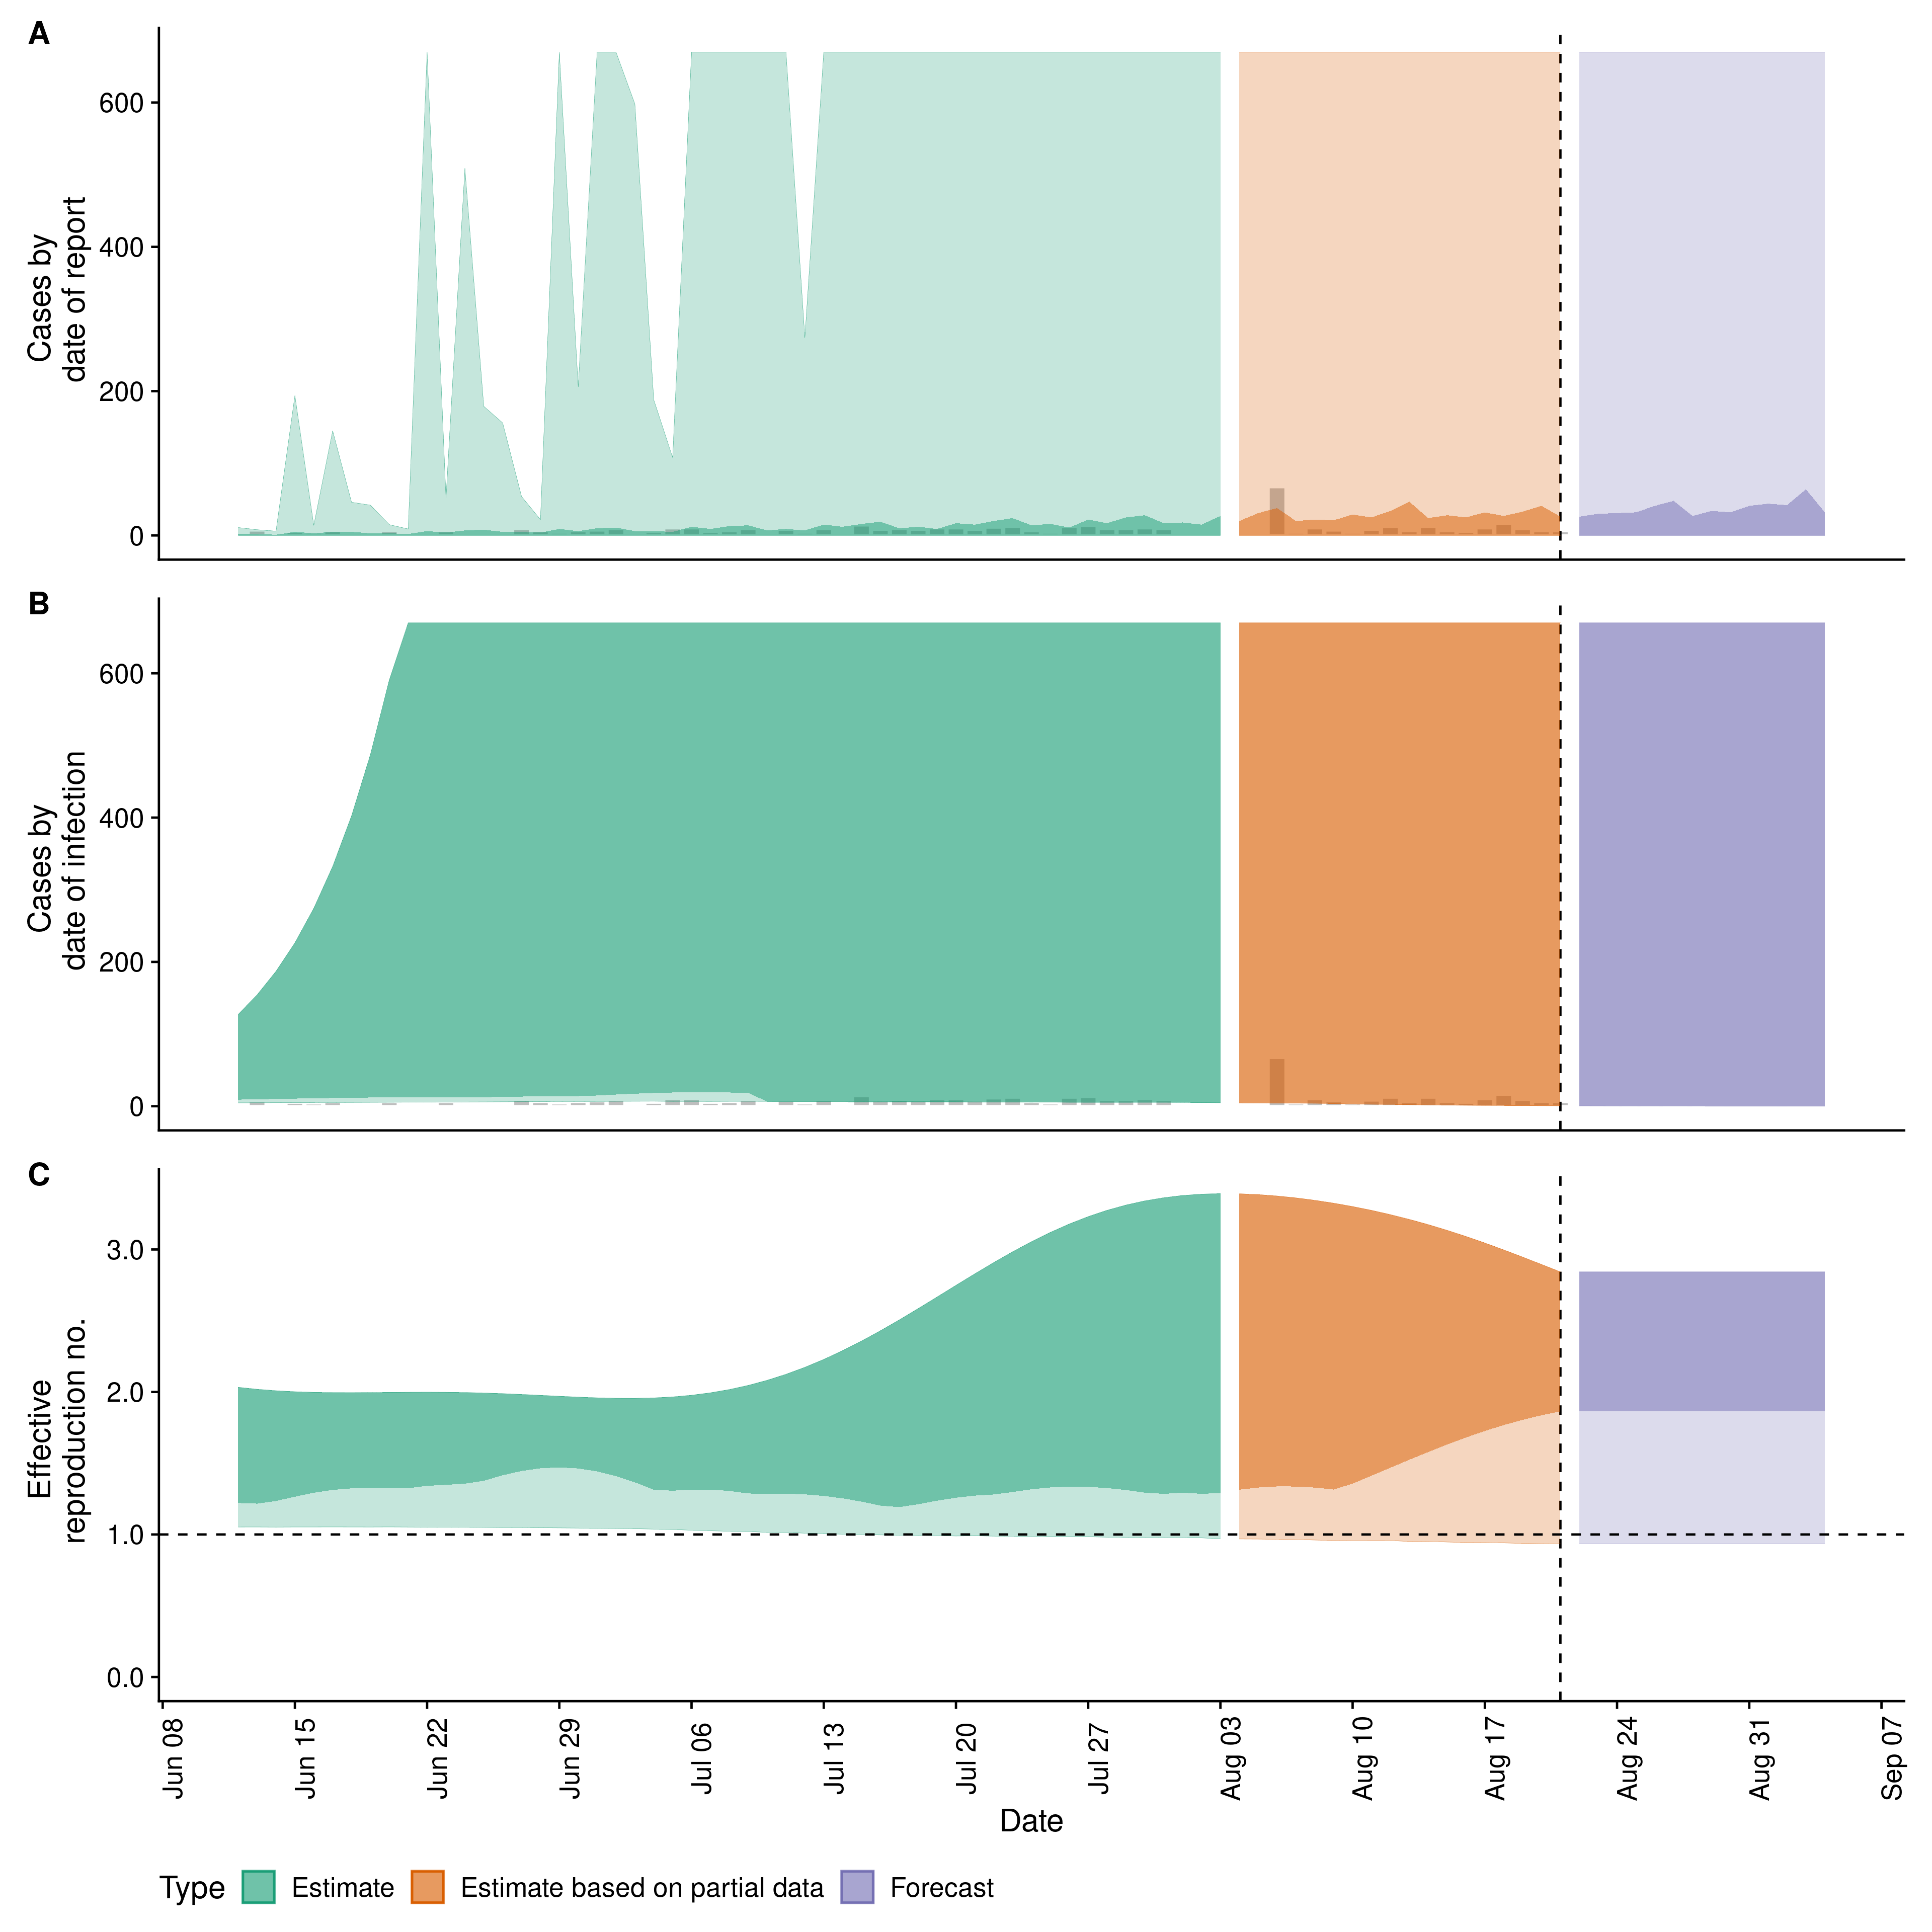 A
Cases by
date of report
600
400
200
0
B
Cases by
date of infection
600
400
200
0
C
Effective
reproduction no.
3.0
2.0
1.0
0.0
Jun 08
Jun 15
Jun 22
Jun 29
Jul 06
Jul 13
Jul 20
Jul 27
Aug 03
Aug 10
Aug 17
Aug 24
Aug 31
Sep 07
Date
Type Estimate Estimate based on partial data Forecast